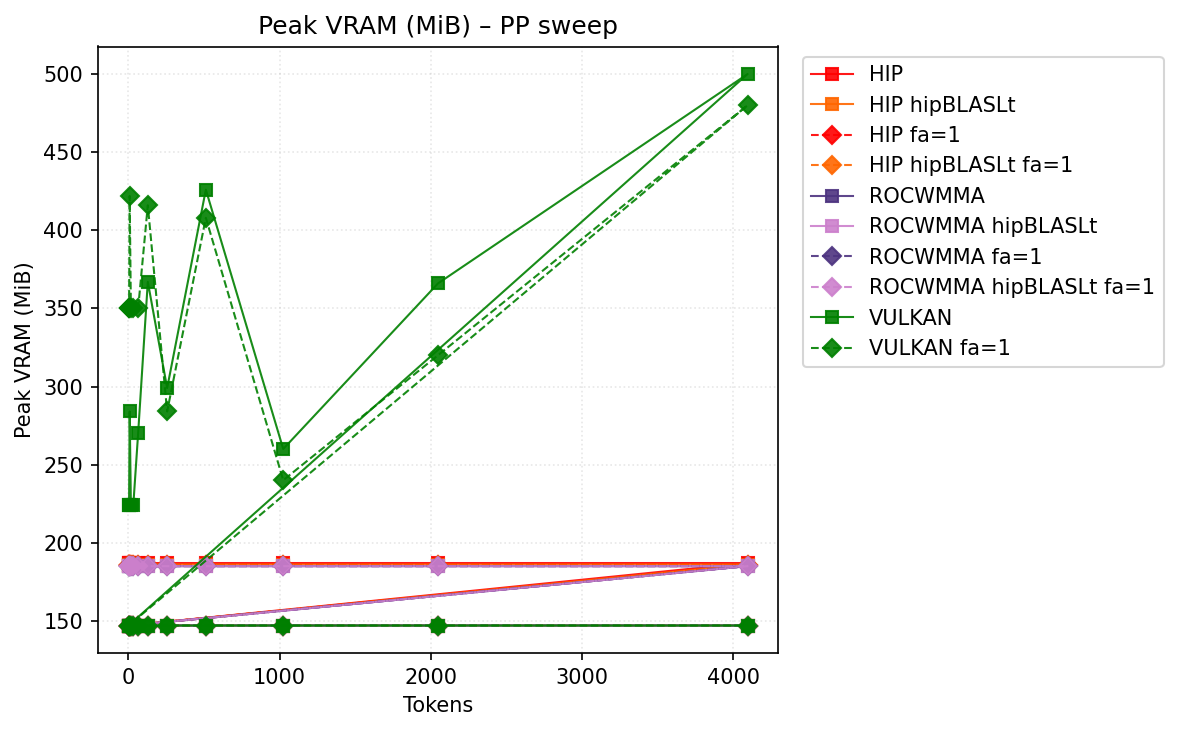 Peak VRAM (MiB) – PP sweep
Peak VRAM (MiB)
500
450
400
350
300
250
200
150
0
1000
2000
3000
4000
Tokens
HIP
HIP hipBLASLt
HIP fa=1
HIP hipBLASLt fa=1
ROCWMMA
ROCWMMA hipBLASLt
ROCWMMA fa=1
ROCWMMA hipBLASLt fa=1
VULKAN
VULKAN fa=1